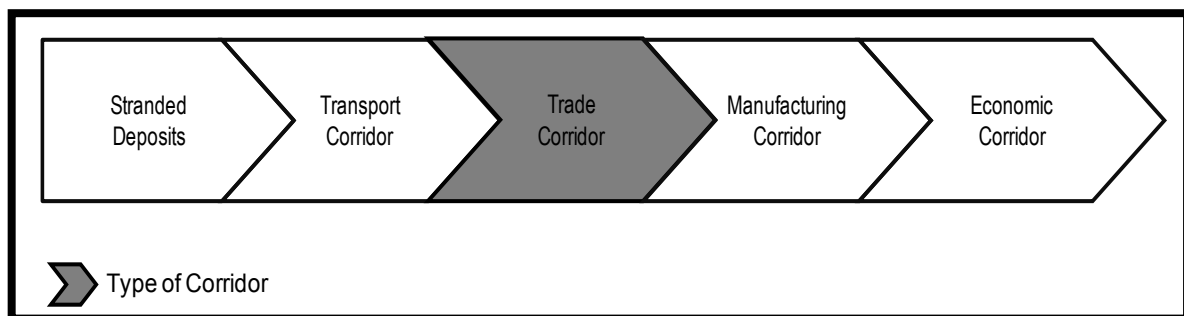 Stranded
Deposits
Transport
Corridor
Trade
Corridor
Manufacturing
Corridor
Economic
Corridor
Type of Corridor